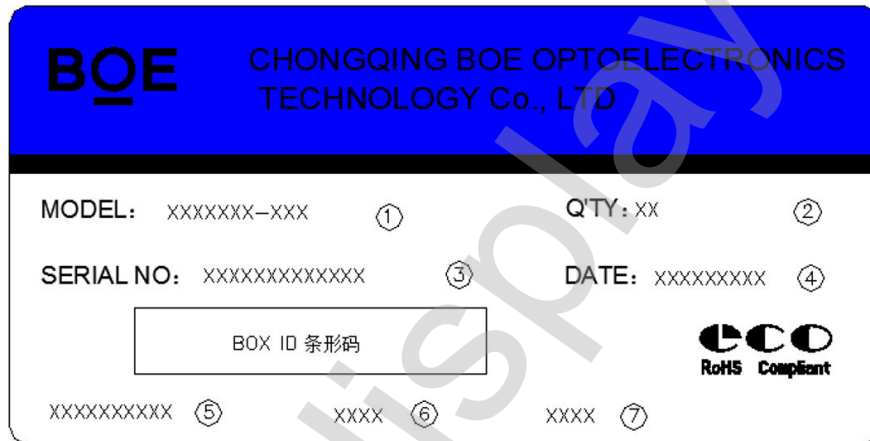 BOE
CHONGQING BOE OPTOELECTRONICS
TECHNOLOGY Co., LTD
MODEL: XXXXXXX-XXX ①
Q'TY: XX ②
SERIAL NO: XXXXXXXXXXXXX ③
DATE: XXXXXXXXX ④
BOX ID 条形码
eco
RoHS Compliant
XXXXXXXXXX ⑤ XXXX ⑥ XXXX ⑦
display